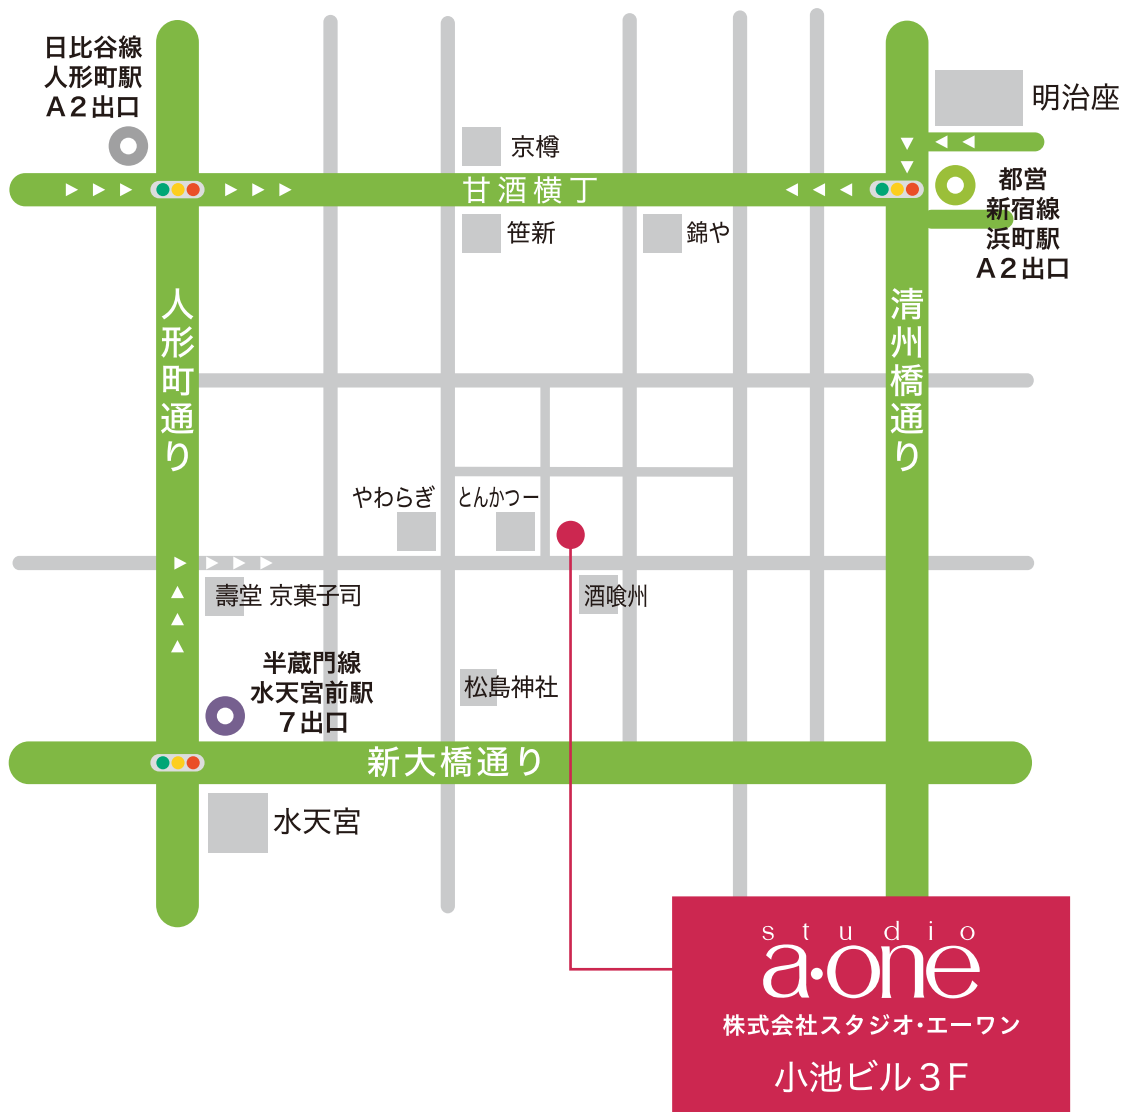 日比谷線
人形町駅
A2出口
明治座
京樽
甘酒横丁
都営
新宿線
浜町駅
A2出口
笹新
錦や
人形町通り
清州橋通り
やわらぎ
とんかつー
壽堂 京菓子司
酒喰州
半蔵門線
水天宮前駅
7出口
松島神社
新大橋通り
水天宮
studio
a・one
株式会社スタジオ・エーワン
小池ビル3F